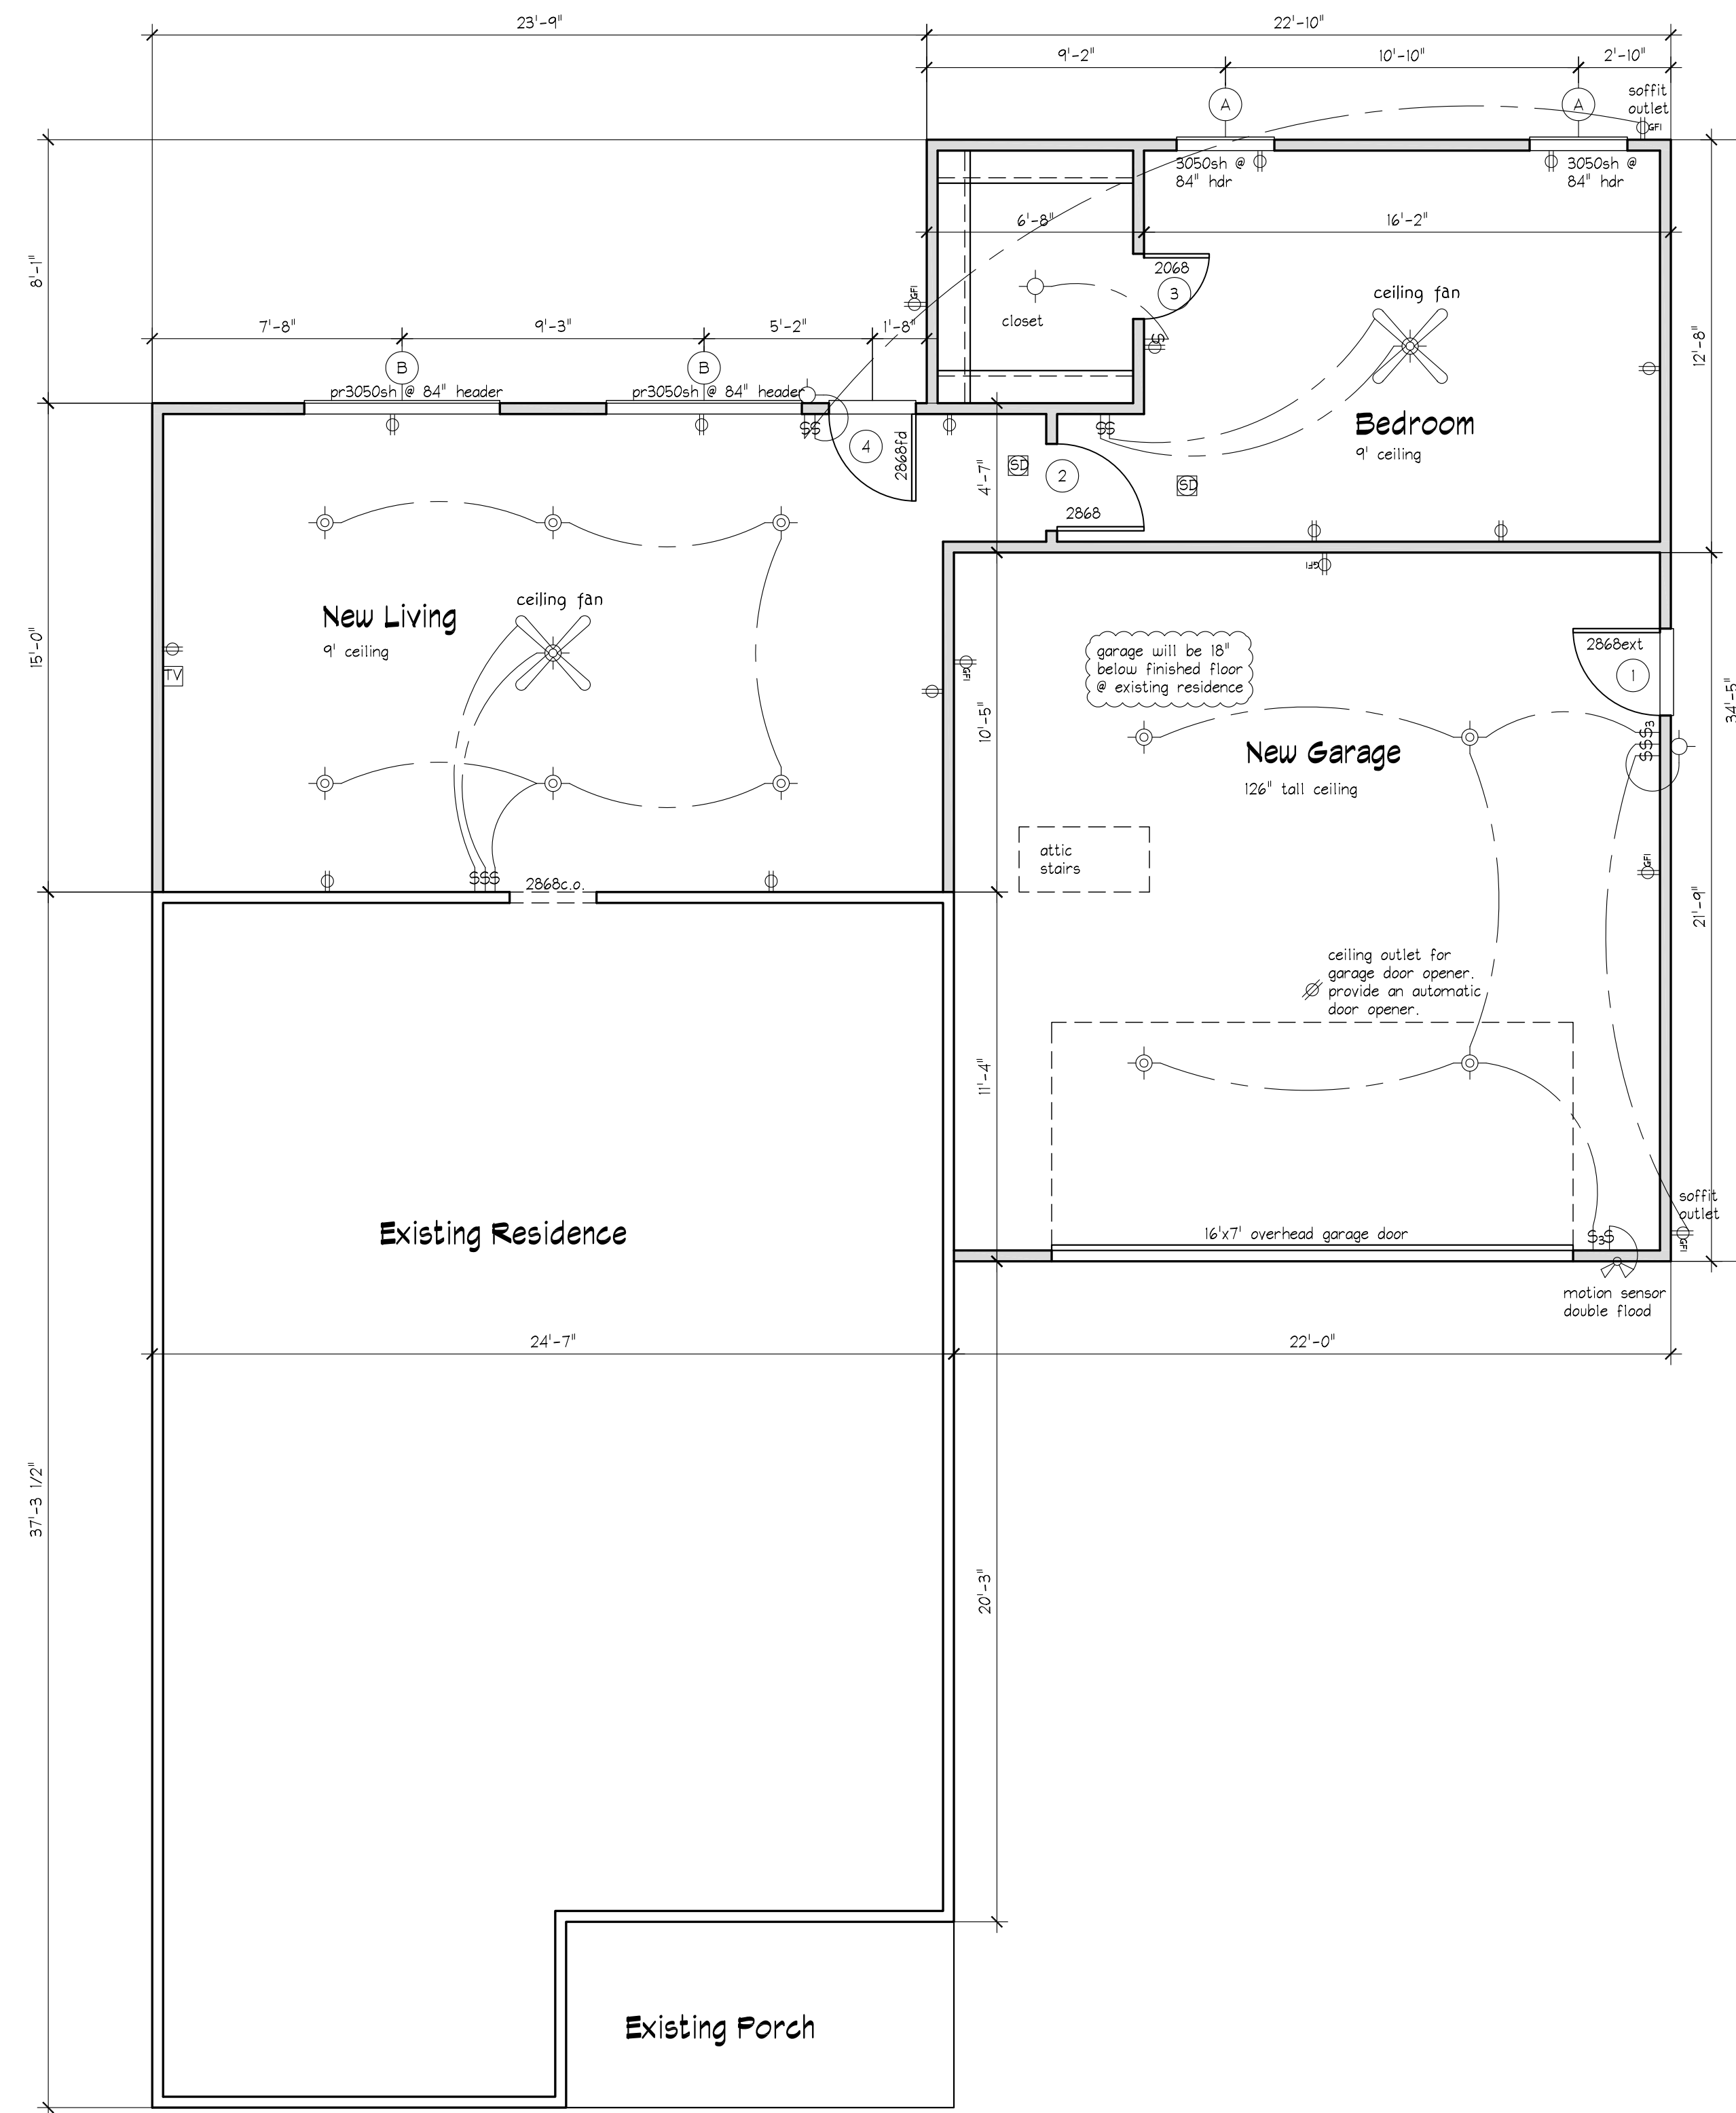 23'-9"
22'-10"
9'-2"
10'-10"
2'-10"
soffit
outlet
A
A
GFI
3050sh @
84" hdr
3050sh @
84" hdr
6'-8"
16'-2"
8'-1"
2068
3
GFI
ceiling fan
closet
7'-8"
9'-3"
5'-2"
1'-8"
$
12'-8"
B
B
pr3050sh @ 84" header
pr3050sh @ 84" header
$$
$$
Bedroom
9' ceiling
4
2868fd
4'-7"
SD
2
SD
2868
GFI
ceiling fan
New Living
9' ceiling
15'-0"
TV
GFI
garage will be 18"
below finished floor
@ existing residence
2868ext
1
34'-5"
10'-5"
New Garage
126" tall ceiling
$$$3
attic
stairs
GFI
$$$
2868c.o.
21'-9"
ceiling outlet for
garage door opener.
provide an automatic
door opener.
11'-4"
soffit
outlet
GFI
Existing Residence
16'x7' overhead garage door
$3$
motion sensor
double flood
24'-7"
22'-0"
37'-3 1/2"
20'-3"
Existing Porch